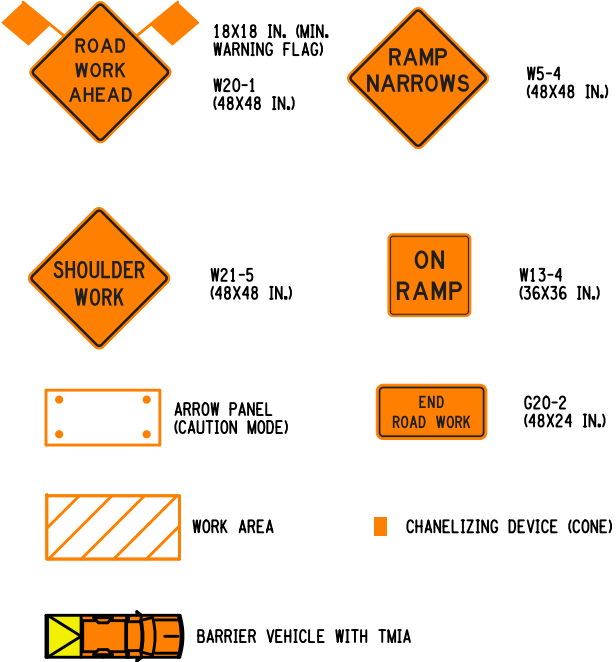 ROAD
WORK
AHEAD
18X18 IN. (MIN.
WARNING FLAG)
W20-1
(48X48 IN.)
RAMP
NARROWS
W5-4
(48X48 IN.)
SHOULDER
WORK
W21-5
(48X48 IN.)
ON
RAMP
W13-4
(36X36 IN.)
ARROW PANEL
(CAUTION MODE)
END
ROAD WORK
G20-2
(48X24 IN.)
WORK AREA
CHANELIZING DEVICE (CONE)
BARRIER VEHICLE WITH TMIA